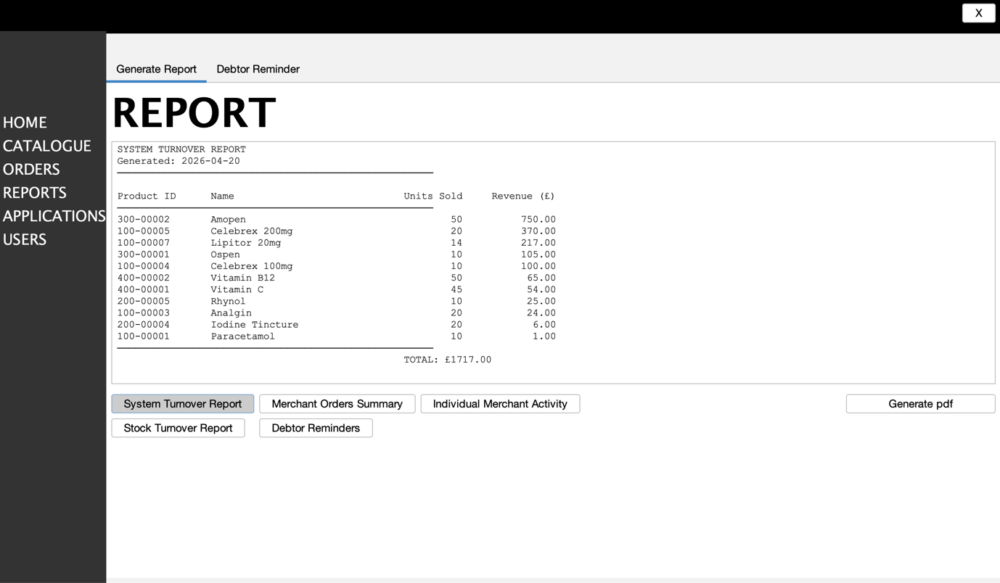 X
Generate Report Debtor Reminder
HOME
CATALOGUE
ORDERS
REPORTS
APPLICATIONS
USERS
REPORT
SYSTEM TURNOVER REPORT
Generated: 2026-04-20
Product ID Name Units Sold Revenue (£)
300-00002 Amopen 50 750.00
100-00005 Celebrex 200mg 20 370.00
100-00007 Lipitor 20mg 14 217.00
300-00001 Ospen 10 105.00
100-00004 Celebrex 100mg 10 100.00
400-00002 Vitamin B12 50 65.00
400-00001 Vitamin C 45 54.00
200-00005 Rhynol 10 25.00
100-00003 Analgin 20 24.00
200-00004 Iodine Tincture 20 6.00
100-00001 Paracetamol 10 1.00
TOTAL: £1717.00
System Turnover Report Merchant Orders Summary Individual Merchant Activity Generate pdf
Stock Turnover Report Debtor Reminders